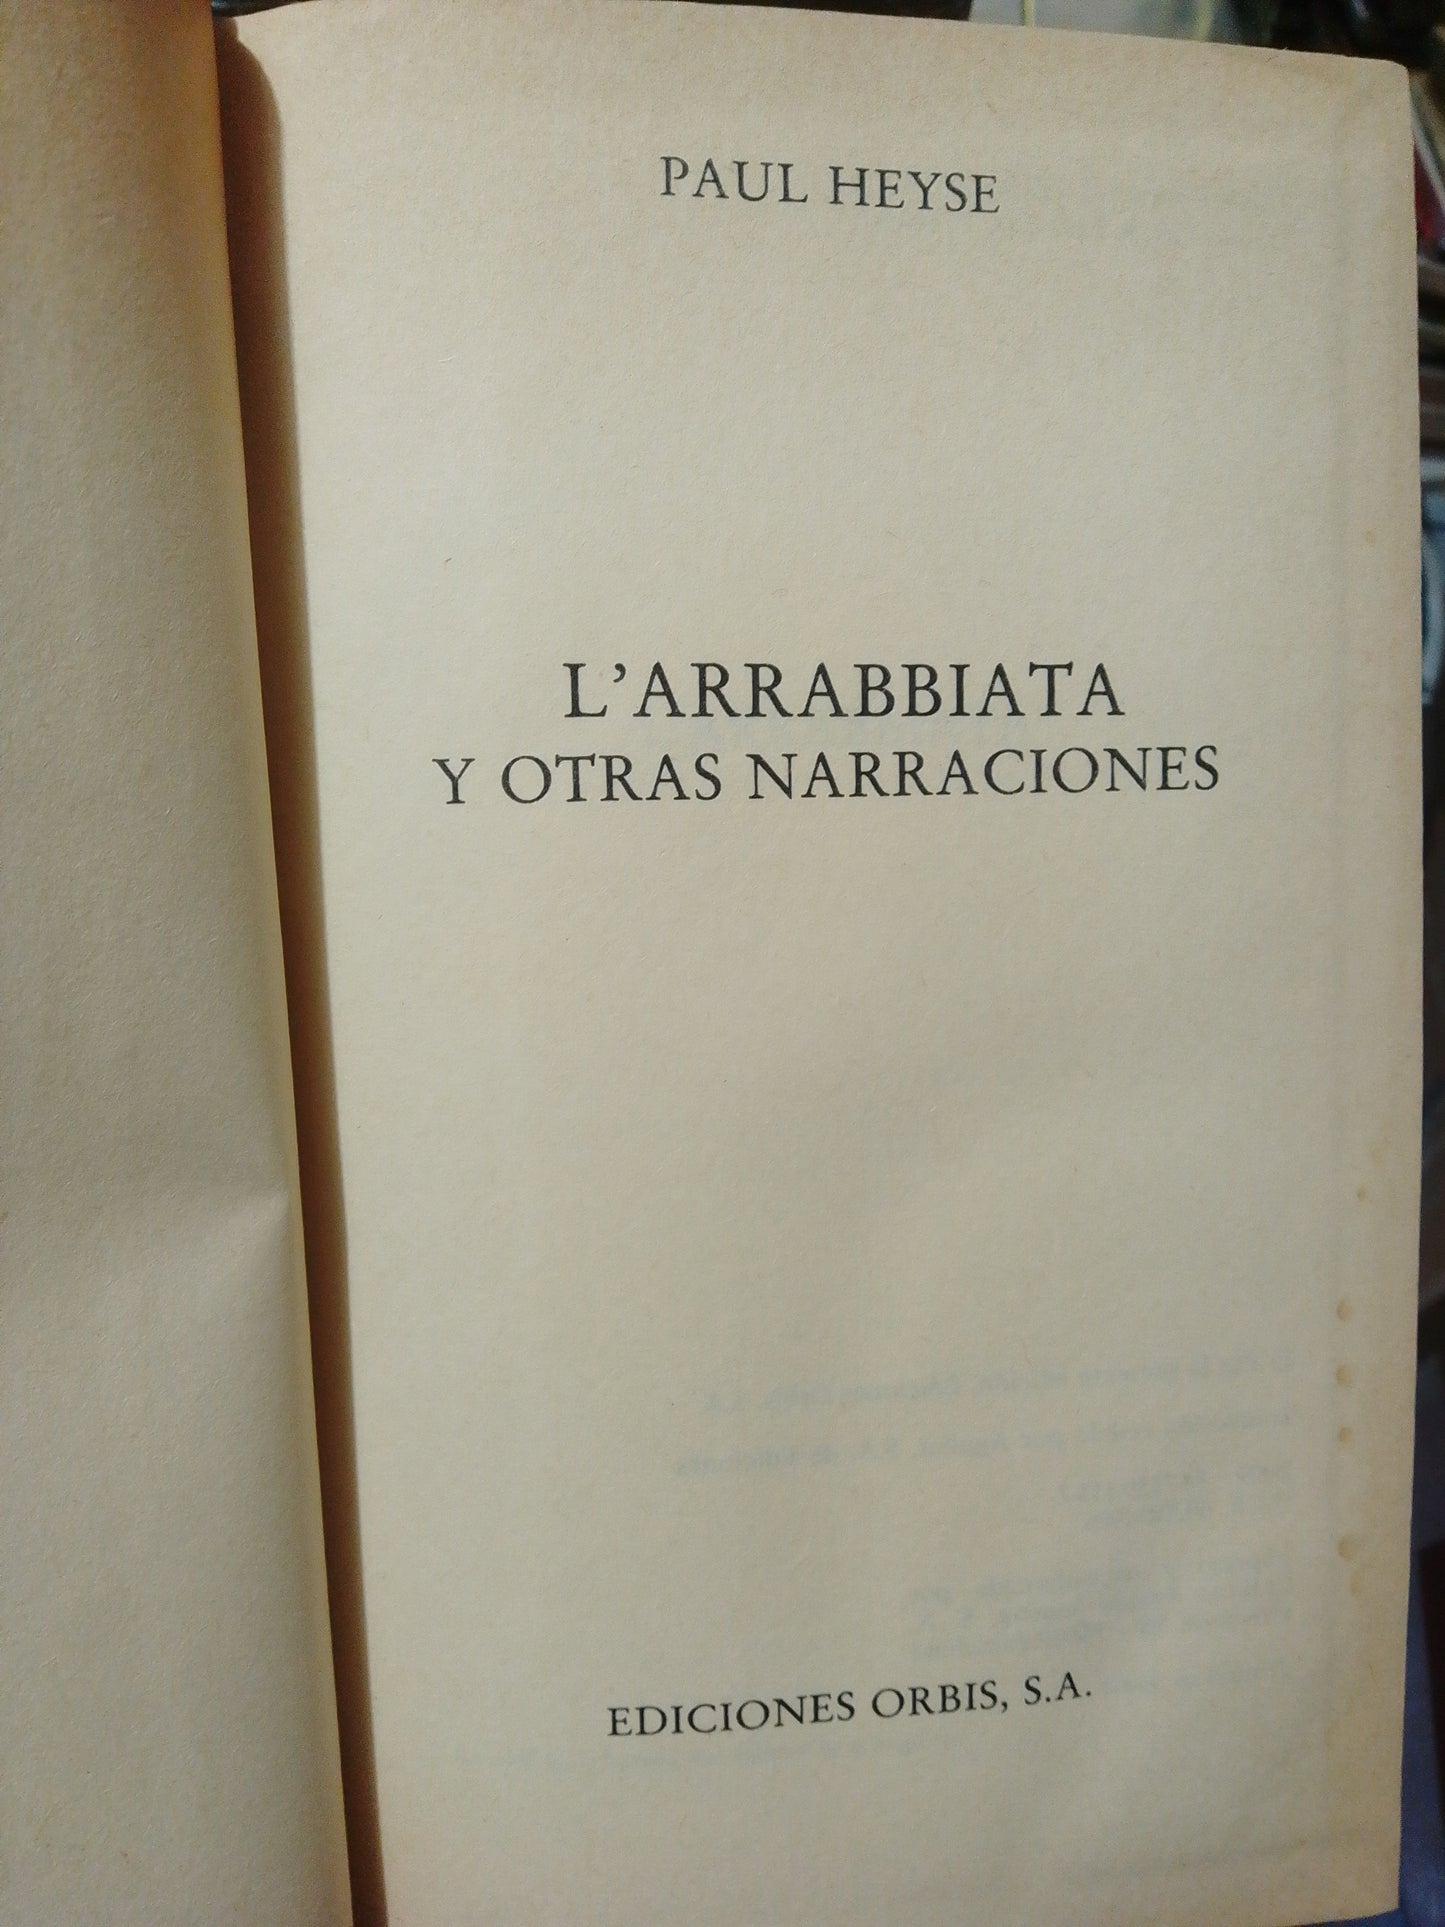 PAUL HEYSE
L’ARRABBIATA
Y OTRAS NARRACIONES
EDICIONES ORBIS, S.A.